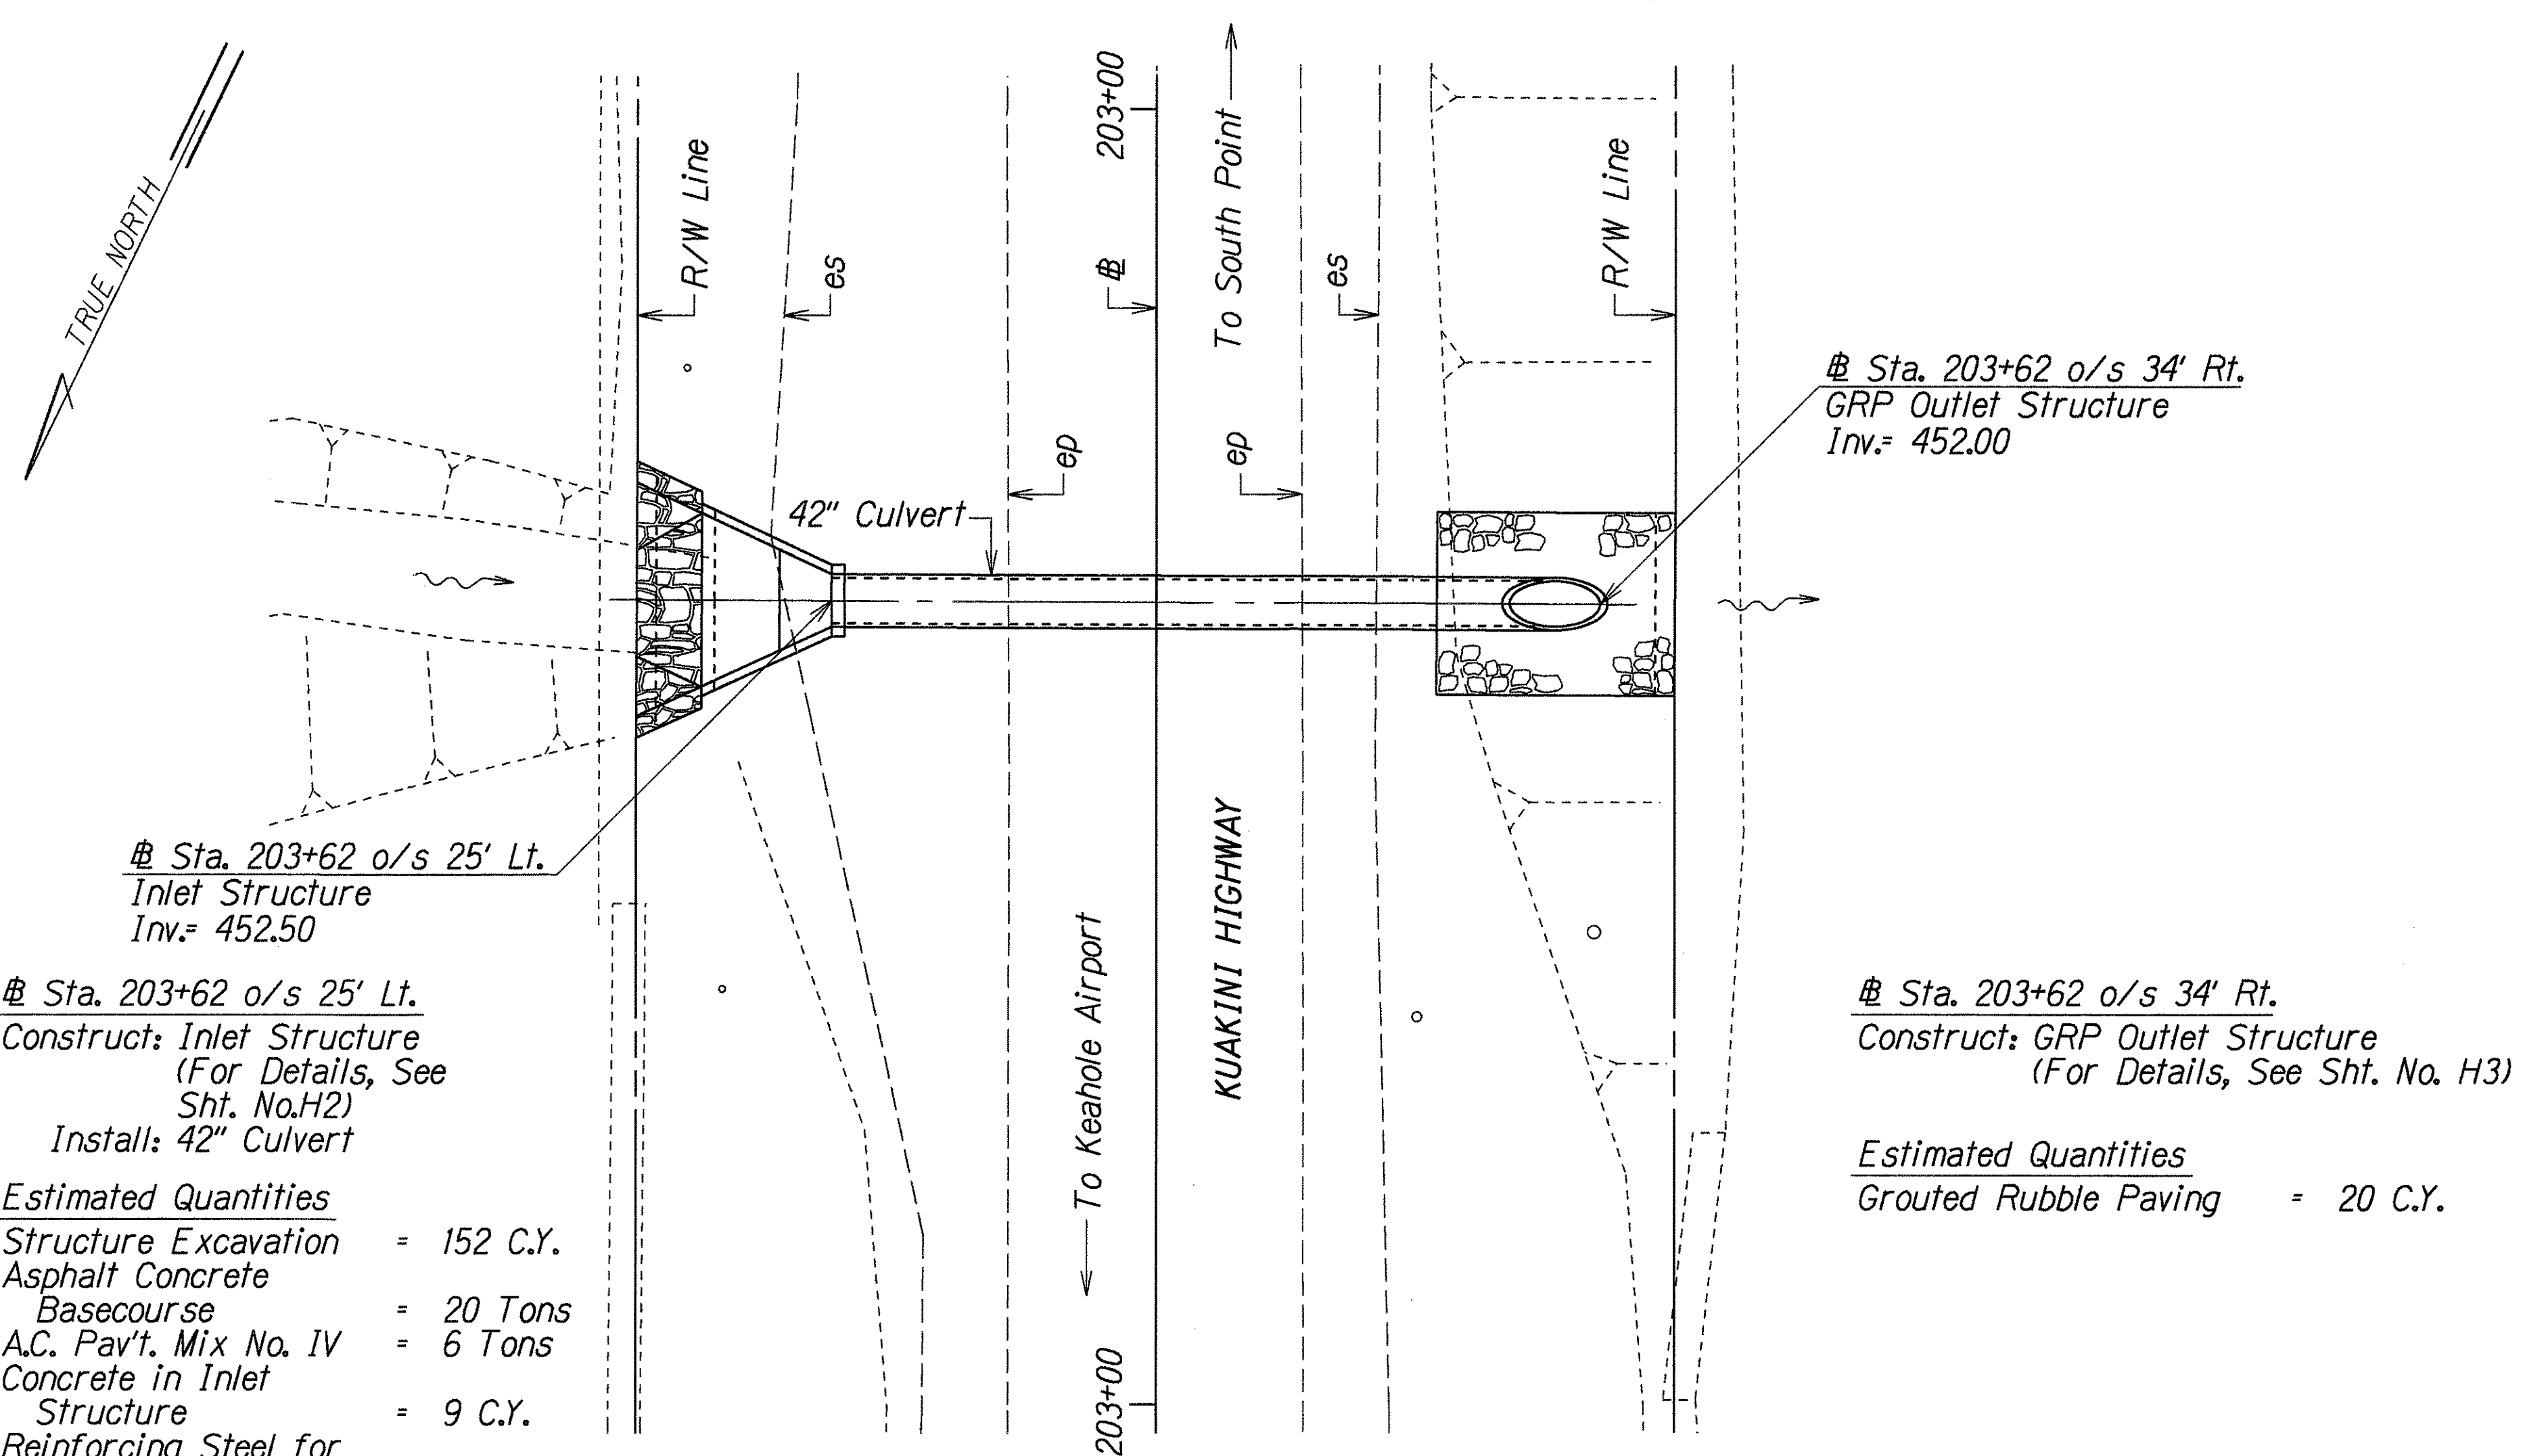 TRUE NORTH
R/W Line
es
203+00
℄ 
To South Point
es
R/W Line
ep
ep
42" Culvert
Sta. 203+62 o/s 34' Rt.
GRP Outlet Structure
Inv.= 452.00
Sta. 203+62 o/s 25' Lt.
Inlet Structure
Inv.= 452.50
KUAKINI HIGHWAY
To Keahole Airport
203+00
Sta. 203+62 o/s 25' Lt.
Construct: Inlet Structure
(For Details, See
Sht. No.H2)
Install: 42" Culvert
Estimated Quantities
Structure Excavation = 152 C.Y.
Asphalt Concrete
Basecourse = 20 Tons
A.C. Pav't. Mix No. IV = 6 Tons
Concrete in Inlet
Structure = 9 C.Y.
Reinforcing Steel for
Sta. 203+62 o/s 34' Rt.
Construct: GRP Outlet Structure
(For Details, See Sht. No. H3)
Estimated Quantities
Grouted Rubble Paving = 20 C.Y.